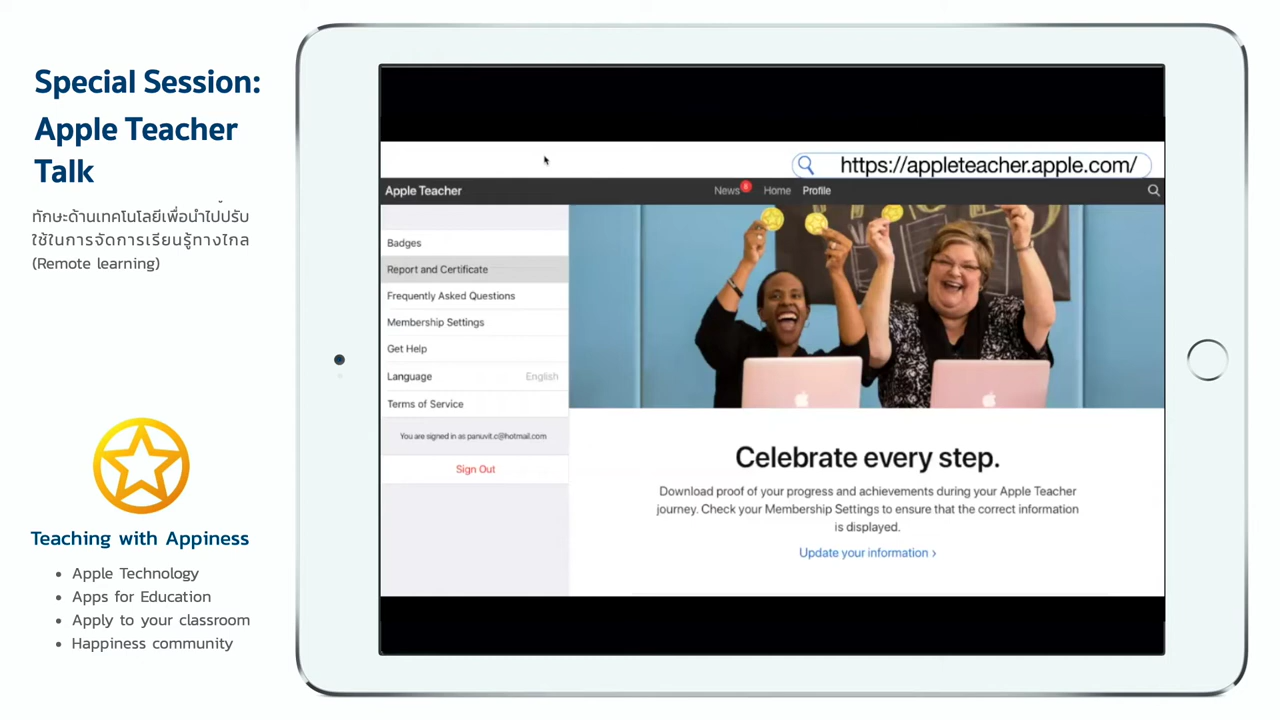 Special Session:
Apple Teacher
Talk
ทักษะด้านเทคโนโลยีเพื่อนำไปปรับ
ใช้ในการจัดการเรียนรู้ทางไกล
(Remote learning)
Teaching with Appiness
• Apple Technology
• Apps for Education
• Apply to your classroom
• Happiness community
https://appleteacher.apple.com/
Apple Teacher
News 8 Home Profile
Badges
Report and Certificate
Frequently Asked Questions
Membership Settings
Get Help
Language English
Terms of Service
You are signed in as panuvit.c@hotmail.com
Sign Out
Celebrate every step.
Download proof of your progress and achievements during your Apple Teacher
journey. Check your Membership Settings to ensure that the correct information
is displayed.
Update your information ›